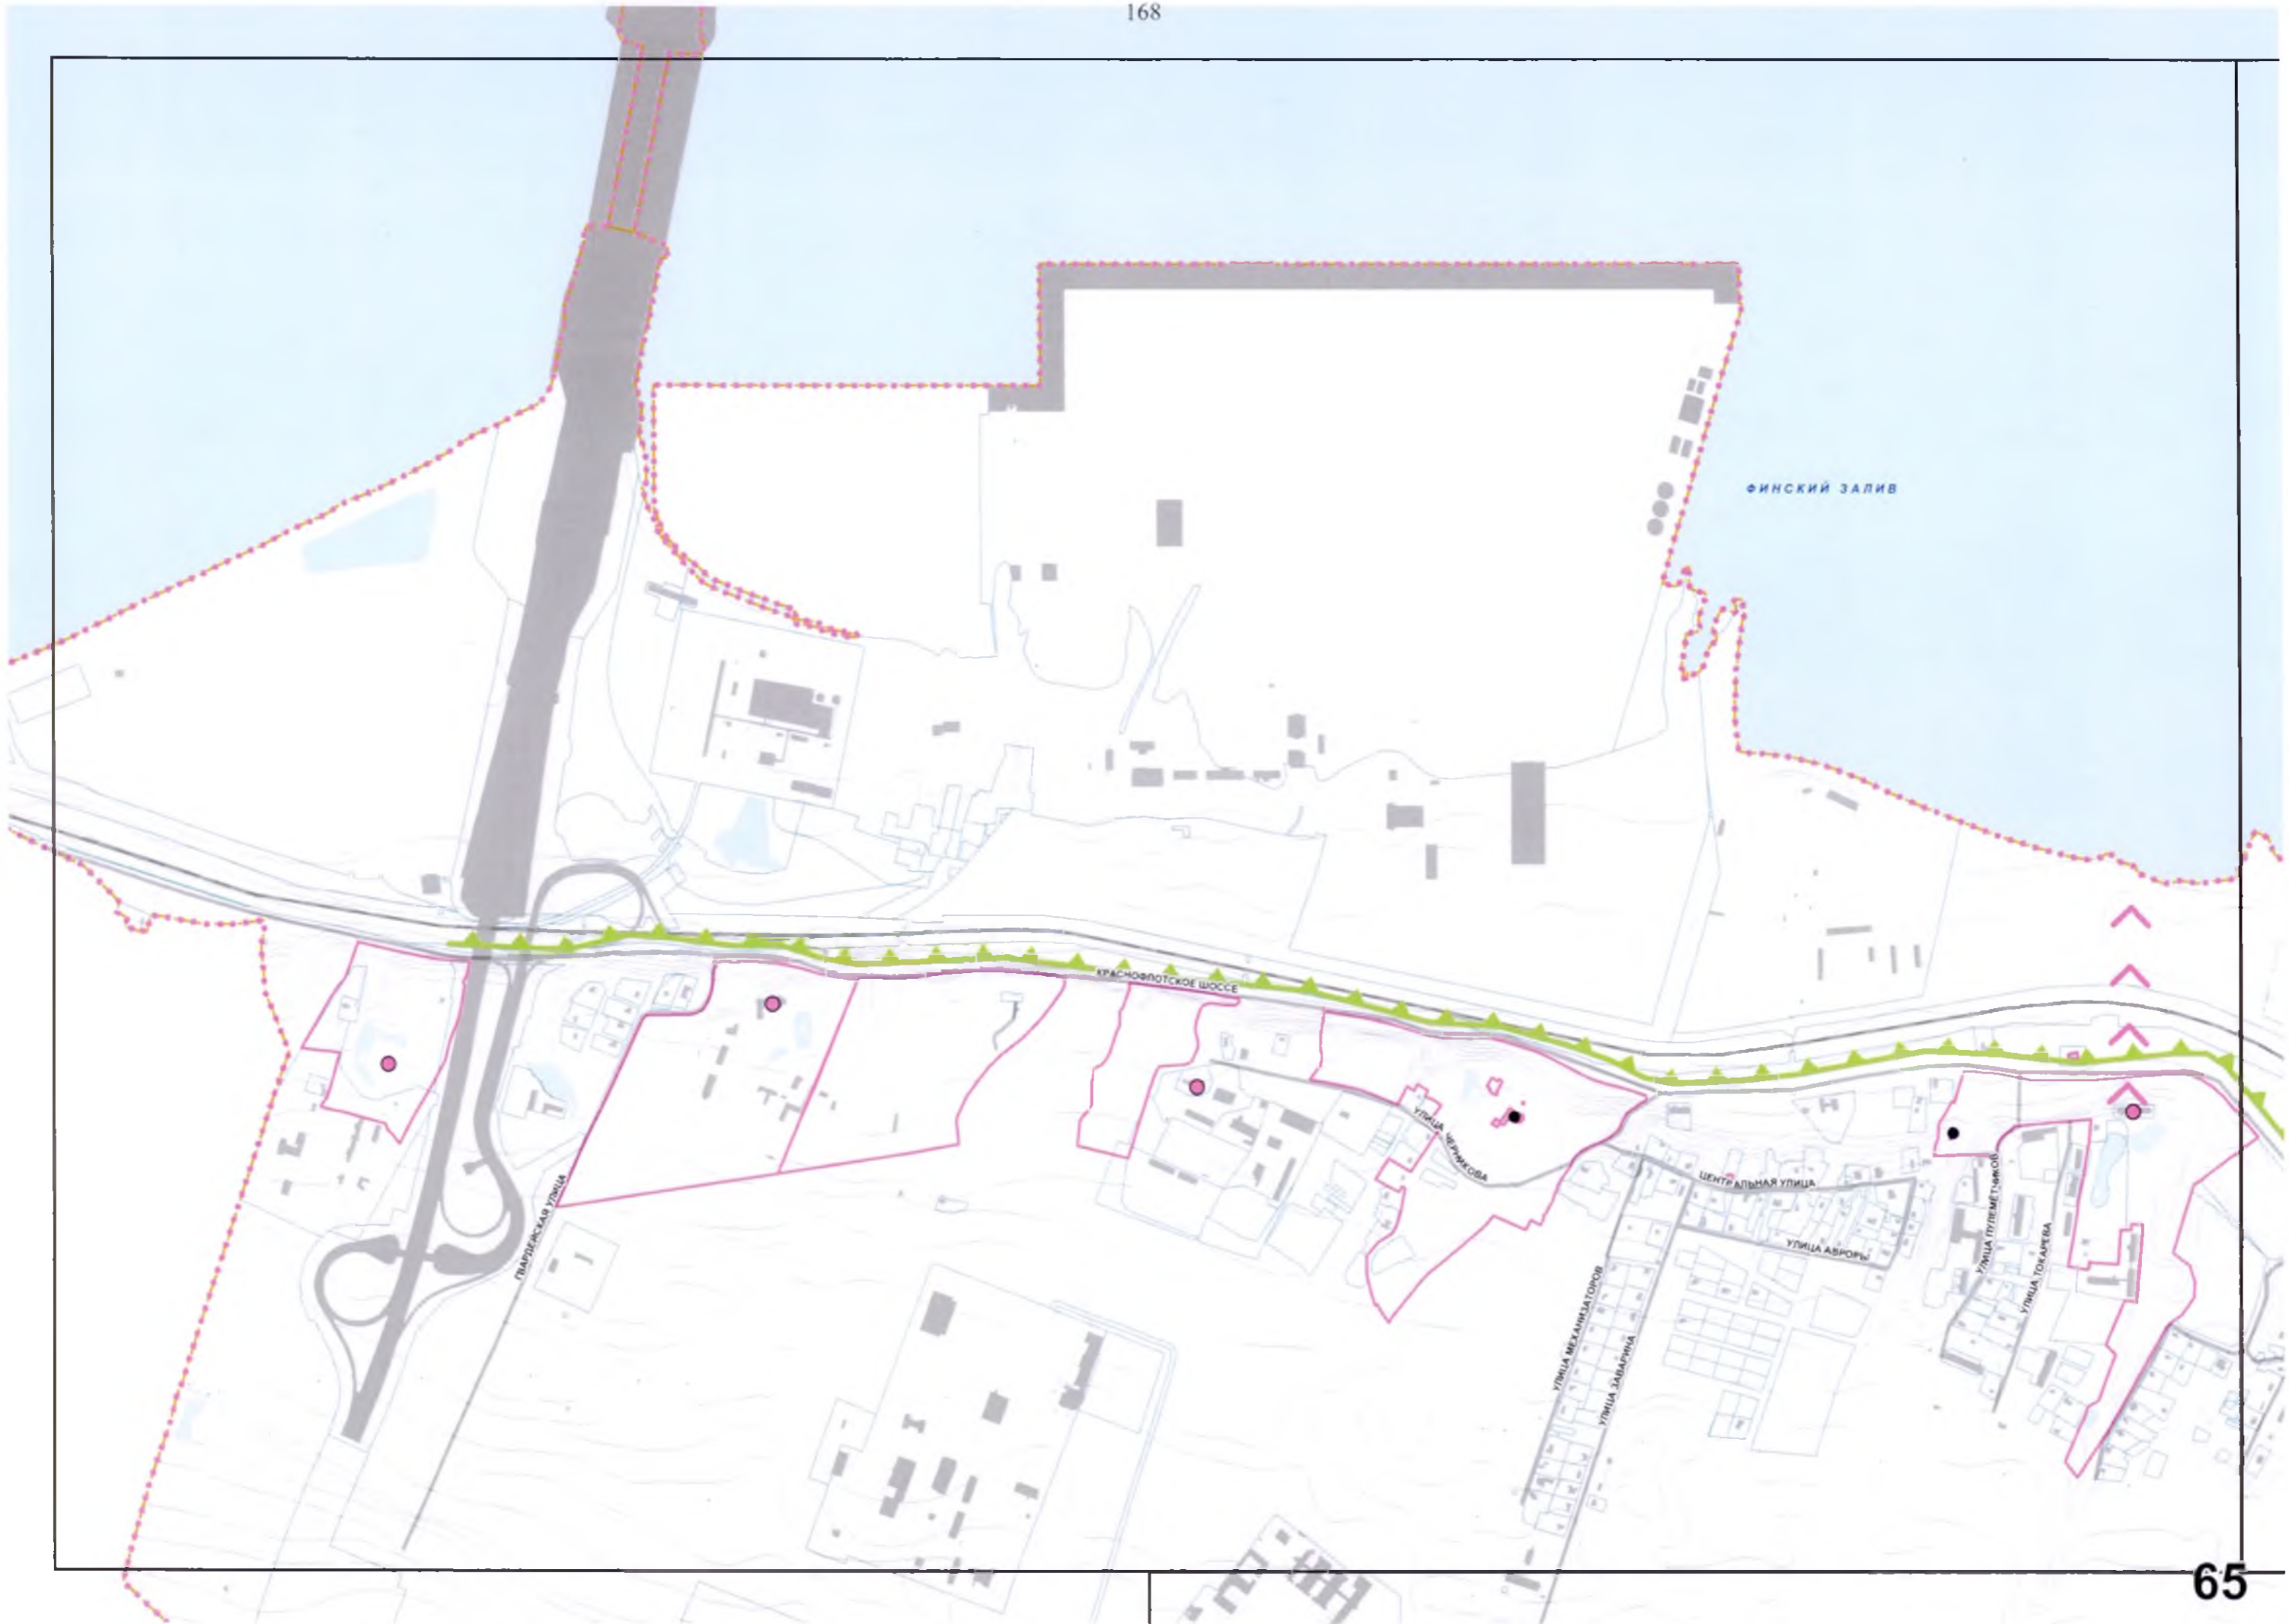 168
ФИНСКИЙ ЗАЛИВ
КРАСНОФЛОТСКОЕ ШОССЕ
УЛИЦА ЧЕРНИКОВА
ЦЕНТРАЛЬНАЯ УЛИЦА
ГВАРДЕЙСКАЯ УЛИЦА
УЛИЦА АВРОРЫ
УЛИЦА ПУЛЕМЁТЧИКОВ
УЛИЦА ТОКАРЕВА
УЛИЦА МЕХАНИЗАТОРОВ
УЛИЦА ЗАВАРИНА
65